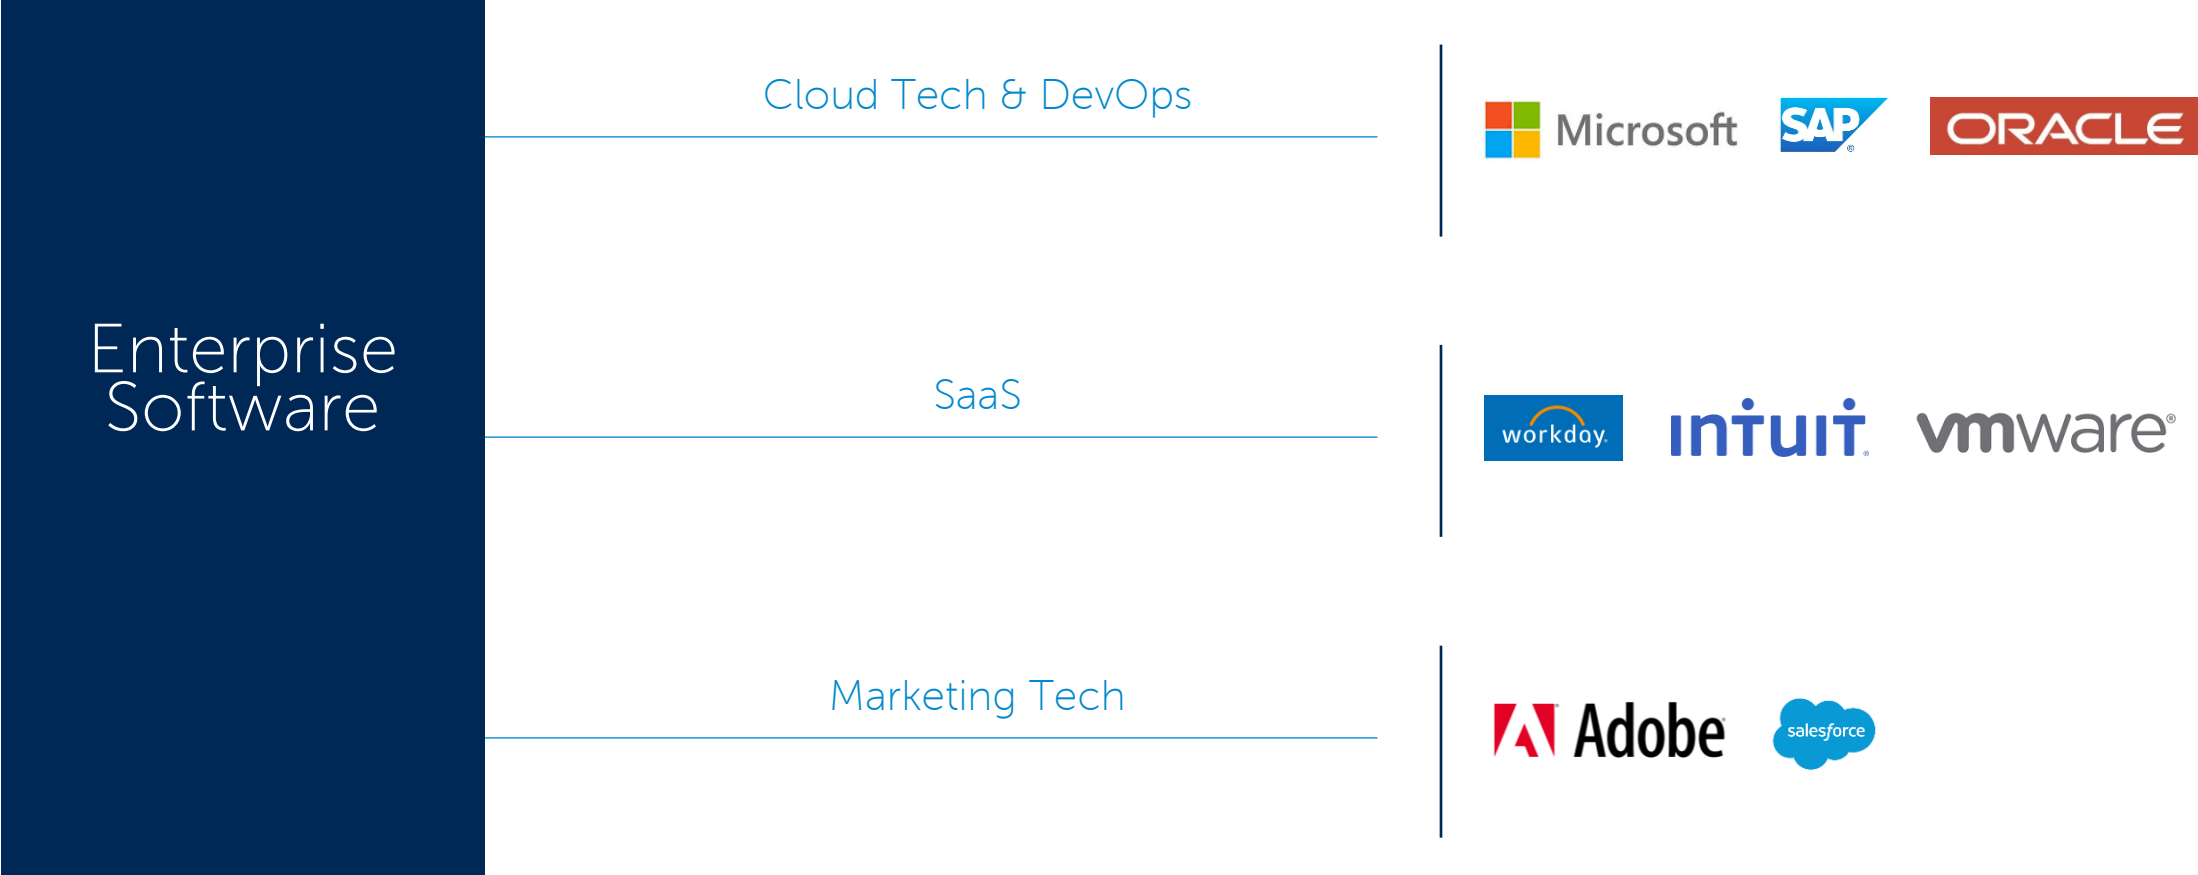 Enterprise
Software
Cloud Tech & DevOps
Microsoft SAP® ORACLE
SaaS
workday. intuit® vmware®
Marketing Tech
Adobe salesforce